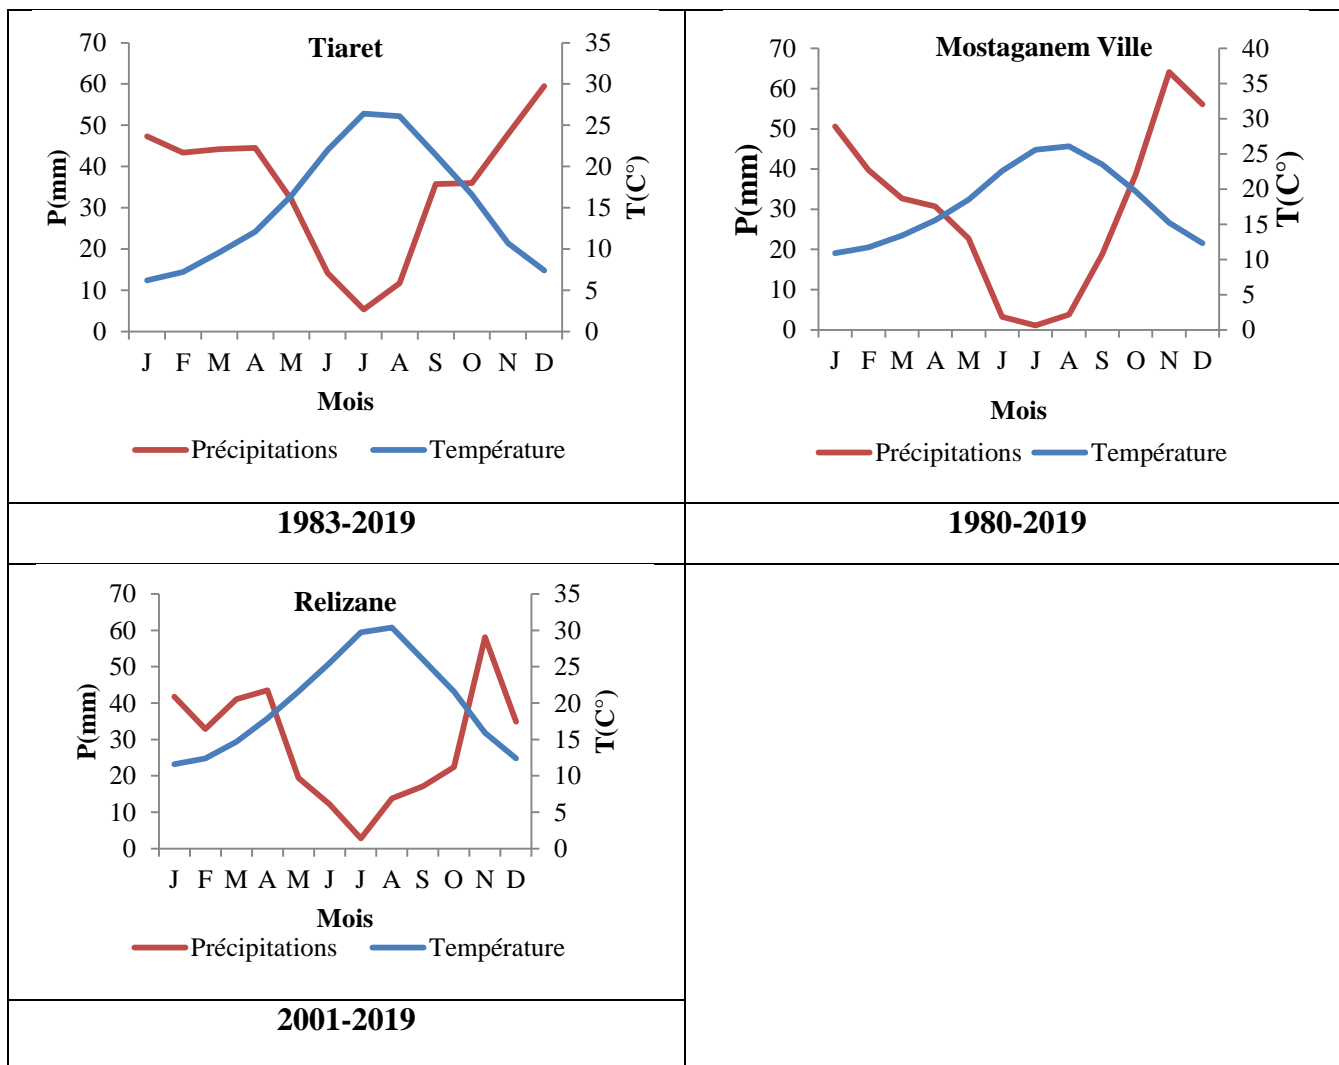 Tiaret
70 60 50 40 30 20 10 0
P(mm)
35 30 25 20 15 10 5 0
T(C°)
J F M A M J J A S O N D
Mois
Précipitations Température
1983-2019
Mostaganem Ville
70 60 50 40 30 20 10 0
P(mm)
40 35 30 25 20 15 10 5 0
T(C°)
J F M A M J J A S O N D
Mois
Précipitations Température
1980-2019
Relizane
70 60 50 40 30 20 10 0
P(mm)
35 30 25 20 15 10 5 0
T(C°)
J F M A M J J A S O N D
Mois
Précipitations Température
2001-2019